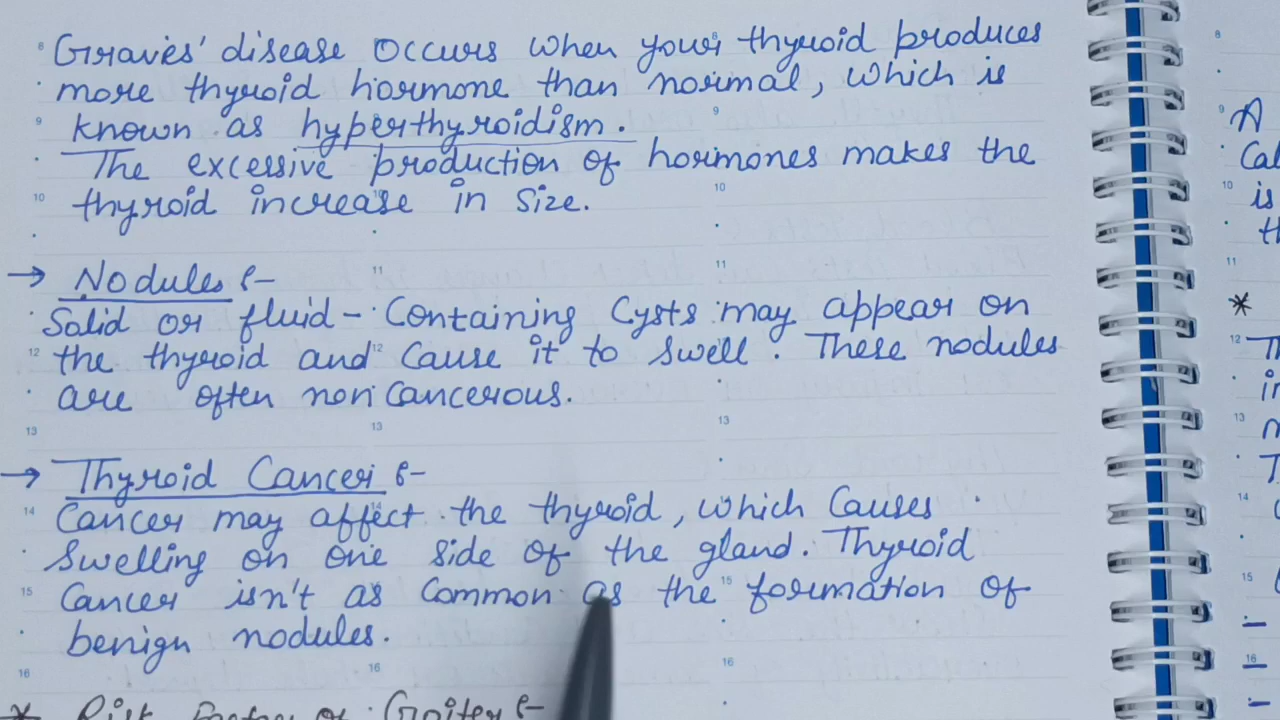 Graves' disease occurs when your thyroid produces
more thyroid hormone than normal, which is
known as hyperthyroidism.
The excessive production of hormones makes the
thyroid increase in size.
→ Nodules :-
Solid or fluid - Containing Cysts may appear on
the thyroid and cause it to swell. These nodules
are often non cancerous.
→ Thyroid Cancer :-
Cancer may affect the thyroid, which causes
swelling on one side of the gland. Thyroid
Cancer isn't as common as the formation of
benign nodules.
* Risk Factor of Goiter :-